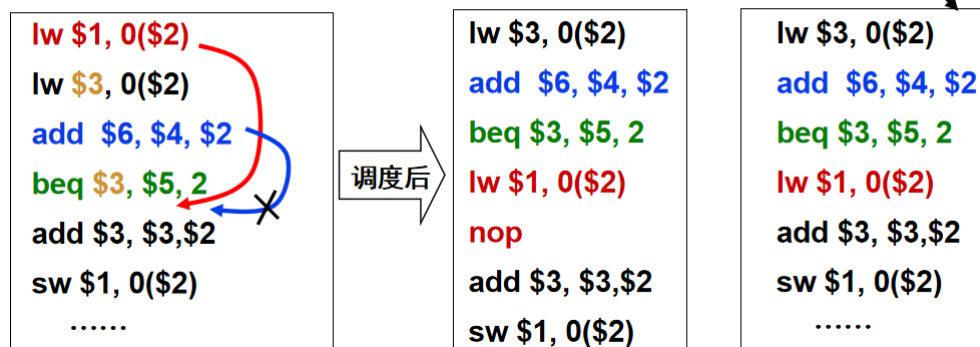 lw $1, 0($2)
lw $3, 0($2)
add $6, $4, $2
beq $3, $5, 2
add $3, $3,$2
sw $1, 0($2)
……
调度后
lw $3, 0($2)
add $6, $4, $2
beq $3, $5, 2
lw $1, 0($2)
nop
add $3, $3,$2
sw $1, 0($2)
lw $3, 0($2)
add $6, $4, $2
beq $3, $5, 2
lw $1, 0($2)
add $3, $3,$2
sw $1, 0($2)
……